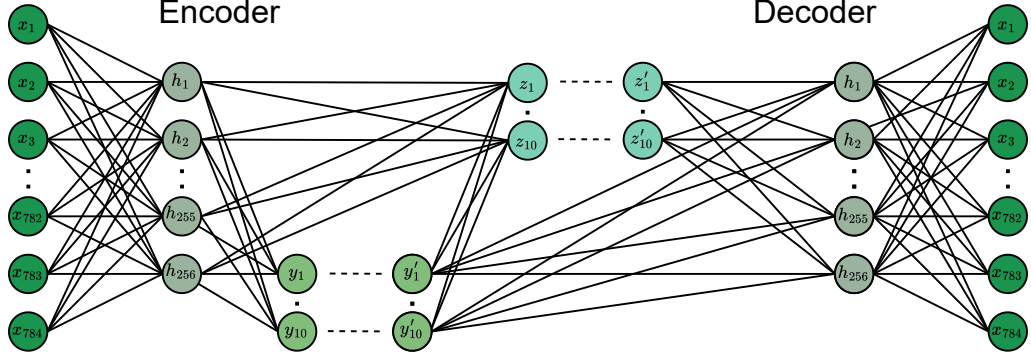 Encoder
Decoder
x1
x2
x3
x782
x783
x784
h1
h2
h255
h256
y1
y10
y′1
y′10
z1
z10
z′1
z′10
h1
h2
h255
h256
x1
x2
x3
x782
x783
x784